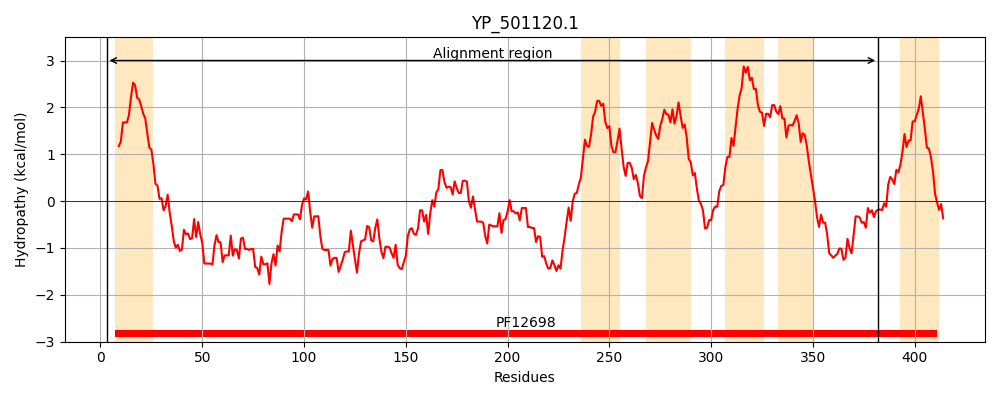 YP_501120.1
Alignment region
Hydropathy (kcal/mol)
3
2
1
0
−1
−2
−3
PF12698
0 50 100 150 200 250 300 350 400
Residues